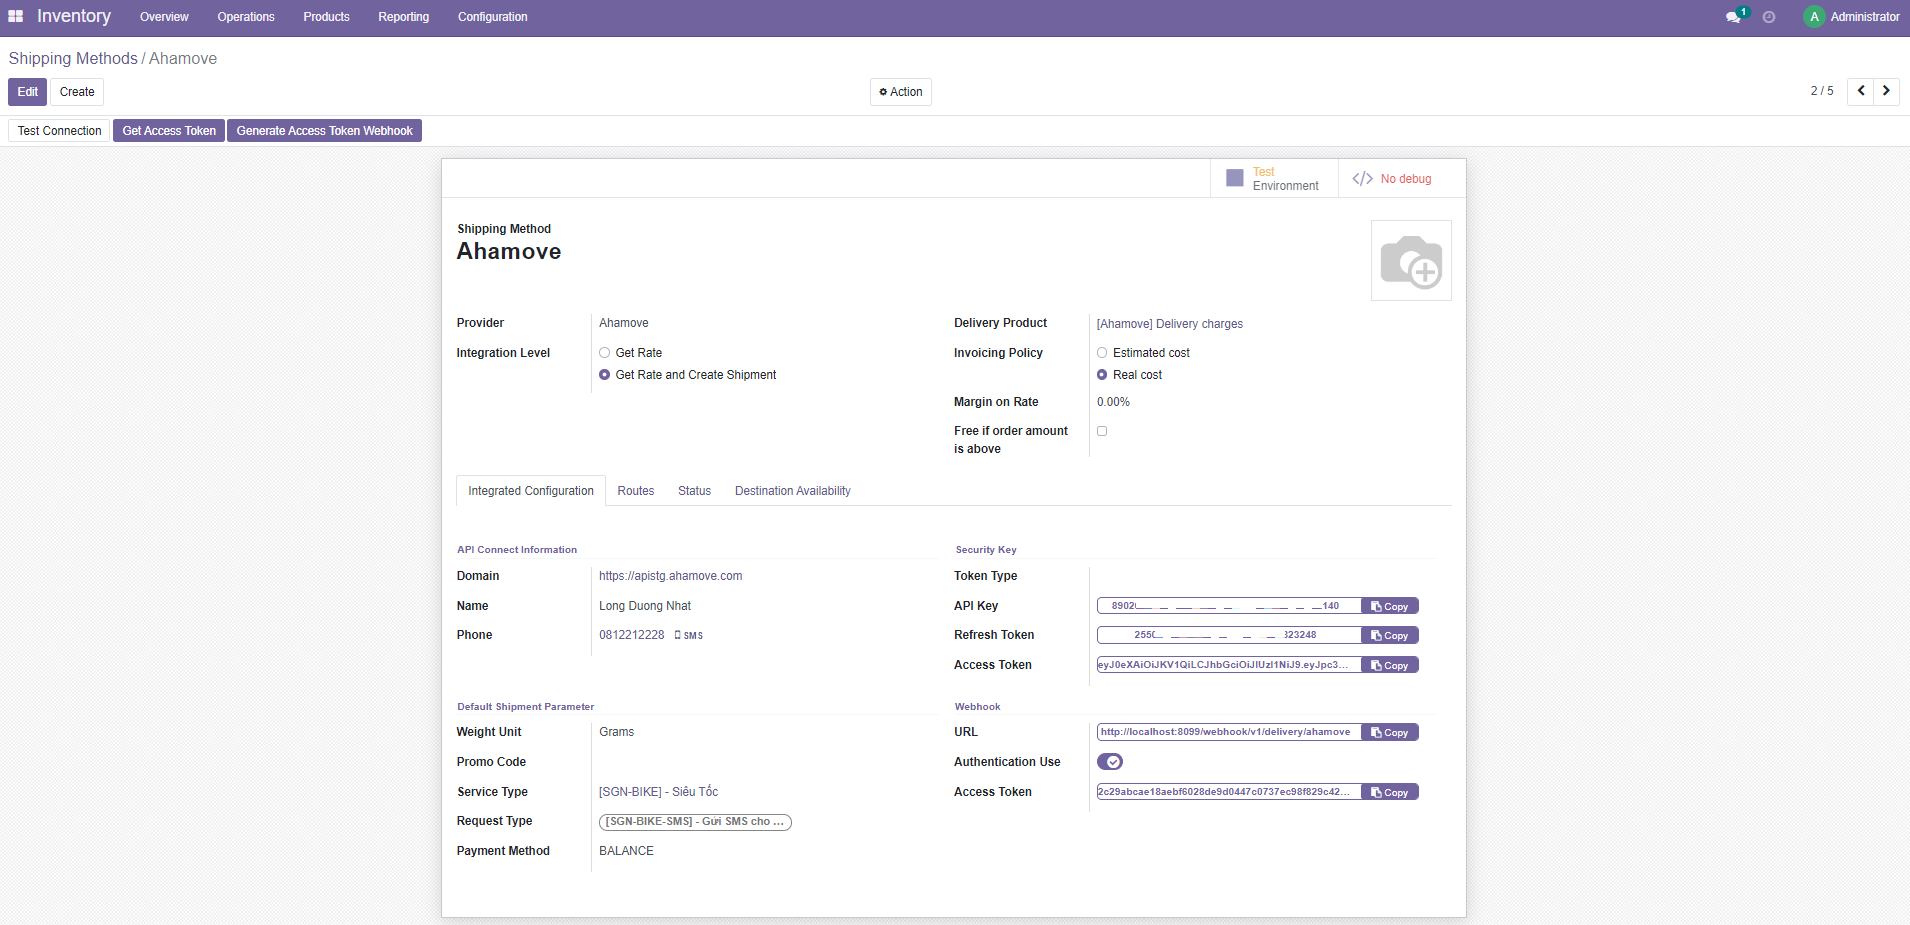 Inventory Overview Operations Products Reporting Configuration 1 A Administrator
Shipping Methods / Ahamove
Edit Create Action 2 / 5
Test Connection Get Access Token Generate Access Token Webhook
Test
Environment
</> No debug
Shipping Method
Ahamove
Provider Ahamove
Integration Level Get Rate
Get Rate and Create Shipment
Delivery Product [Ahamove] Delivery charges
Invoicing Policy Estimated cost
Real cost
Margin on Rate 0.00%
Free if order amount
is above
Integrated Configuration Routes Status Destination Availability
API Connect Information
Domain https://apistg.ahamove.com
Name Long Duong Nhat
Phone 0812212228 SMS
Security Key
Token Type
API Key 8902 140 Copy
Refresh Token 255 323248 Copy
Access Token eyJ0eXAiOiJKV1QiLCJhbGciOiJIUzI1NiJ9.eyJpc3... Copy
Default Shipment Parameter
Weight Unit Grams
Promo Code
Service Type [SGN-BIKE] - Siêu Tốc
Request Type [SGN-BIKE-SMS] - Gửi SMS cho ...
Payment Method BALANCE
Webhook
URL http://localhost:8099/webhook/v1/delivery/ahamove Copy
Authentication Use
Access Token 2c29abcae18aebf6028de9d0447c0737ec98f829c42... Copy